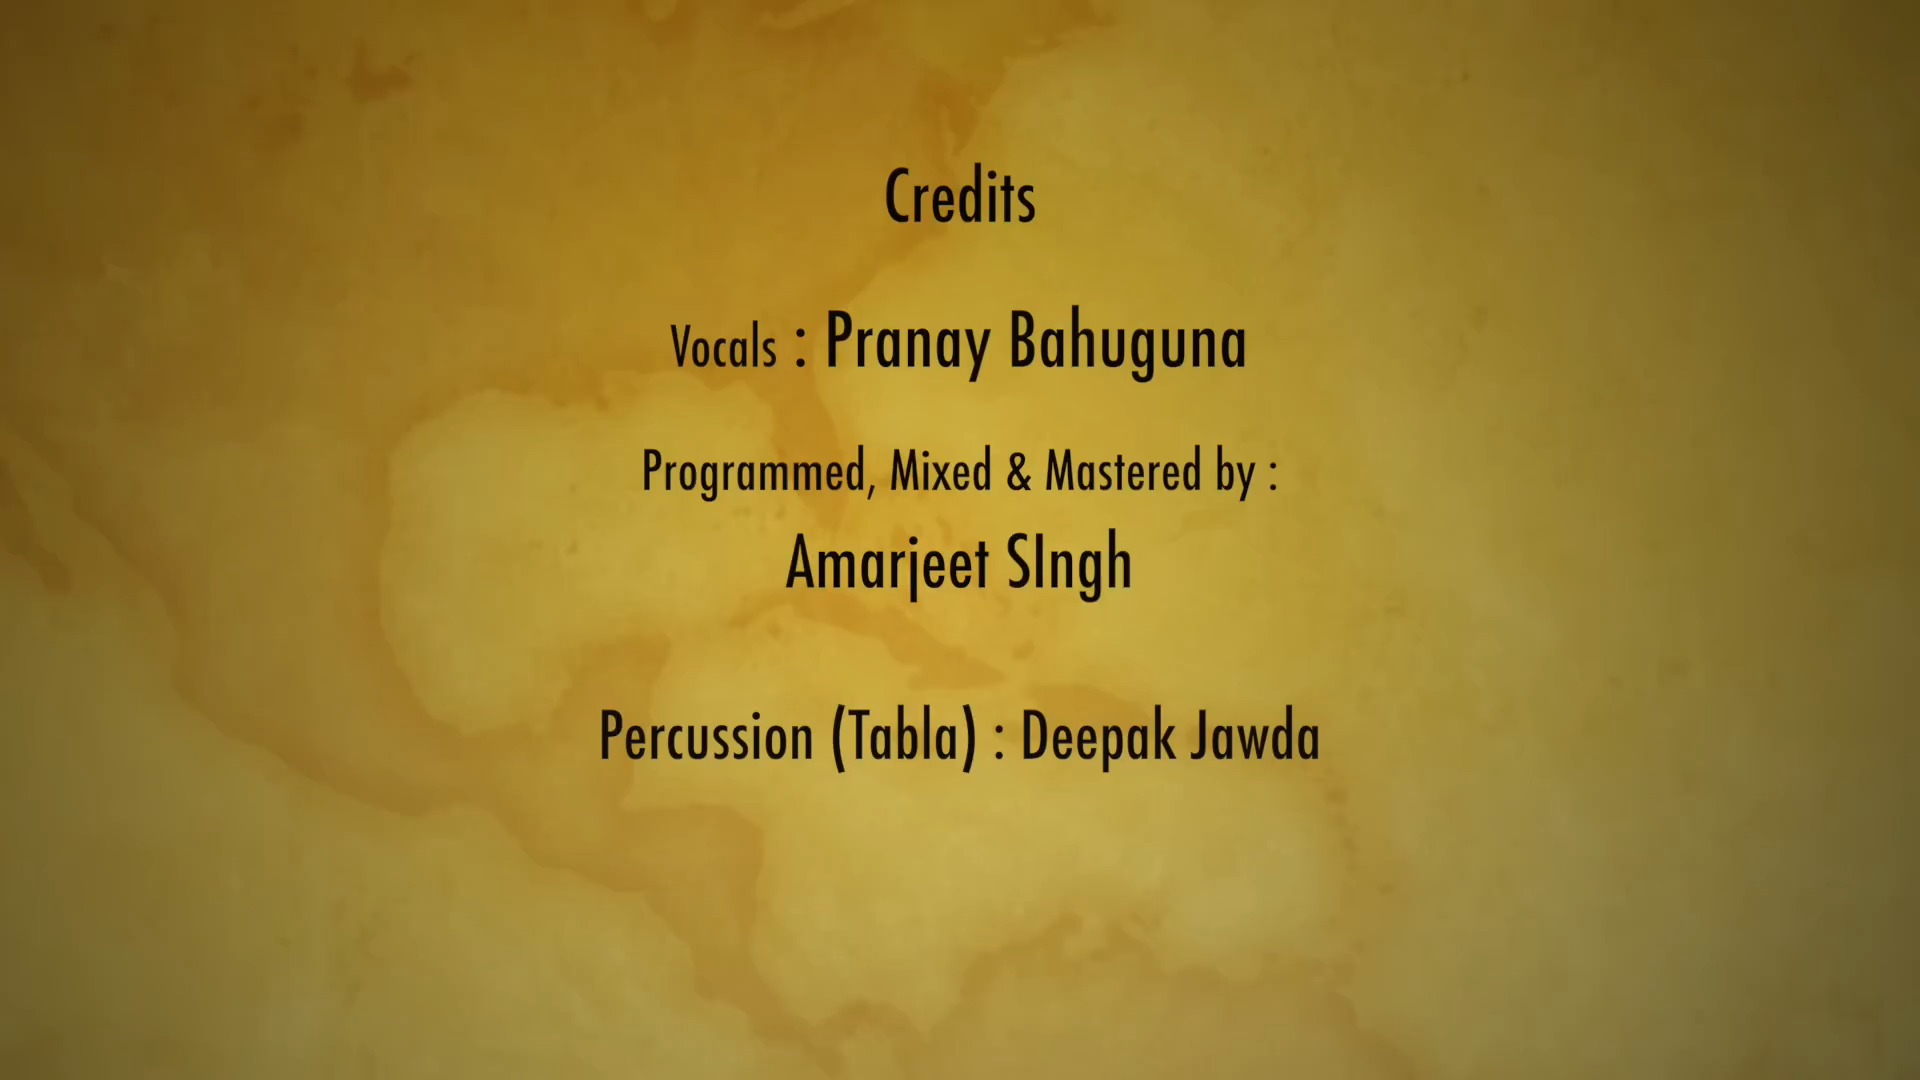 Credits
Vocals : Pranay Bahuguna
Programmed, Mixed & Mastered by :
Amarjeet SIngh
Percussion (Tabla) : Deepak Jawda